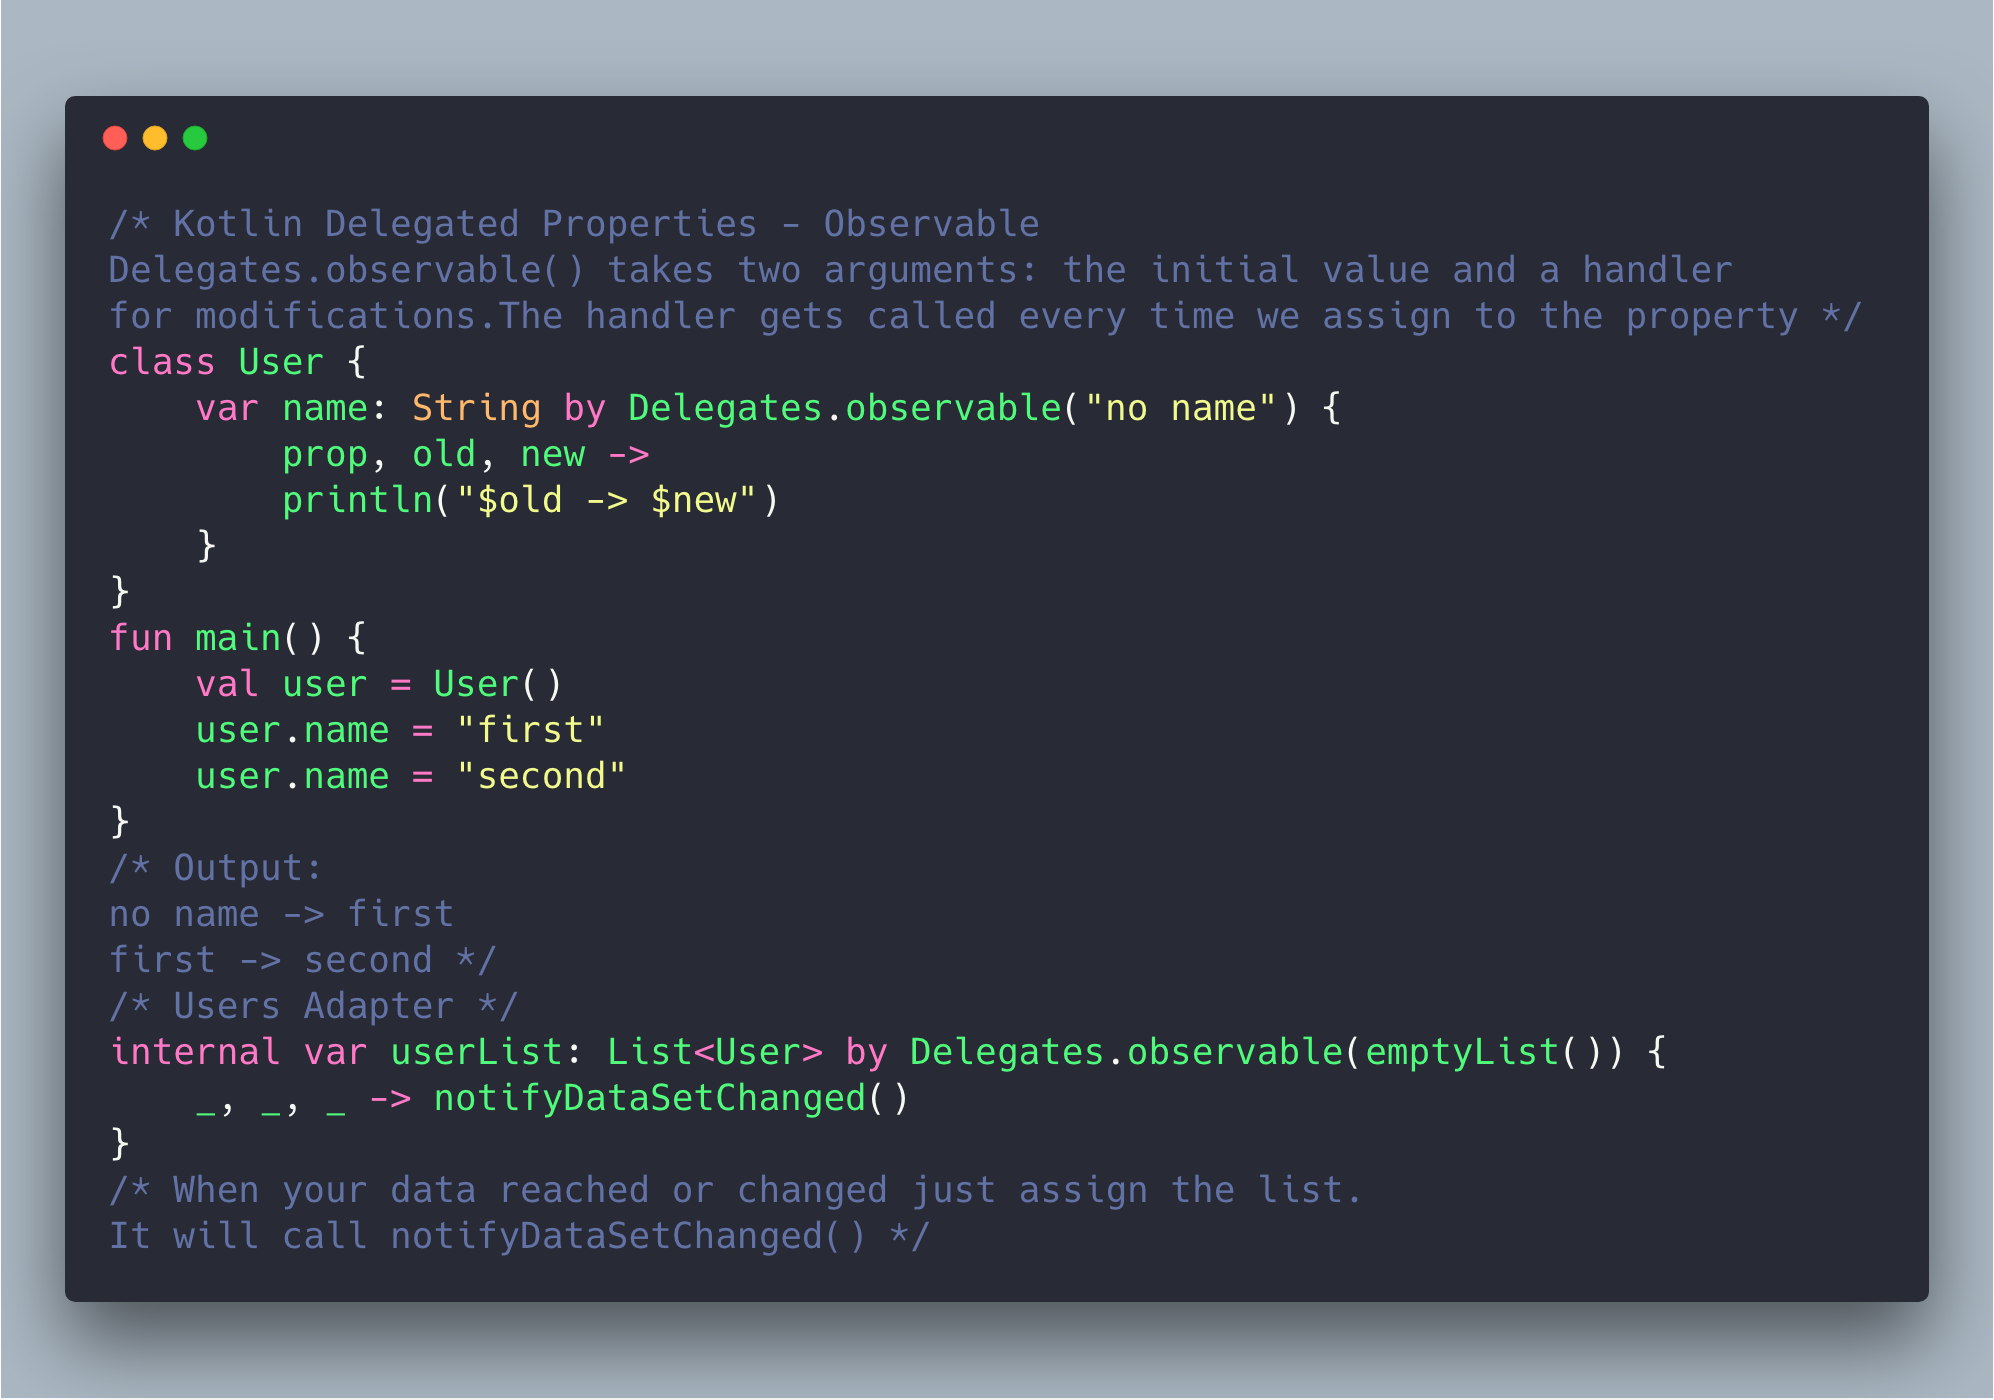 /* Kotlin Delegated Properties - Observable
Delegates.observable() takes two arguments: the initial value and a handler
for modifications.The handler gets called every time we assign to the property */
class User {
    var name: String by Delegates.observable("no name") {
        prop, old, new ->
        println("$old -> $new")
    }
}
fun main() {
    val user = User()
    user.name = "first"
    user.name = "second"
}
/* Output:
no name -> first
first -> second */
/* Users Adapter */
internal var userList: List<User> by Delegates.observable(emptyList()) {
    _, _, _ -> notifyDataSetChanged()
}
/* When your data reached or changed just assign the list.
It will call notifyDataSetChanged() */